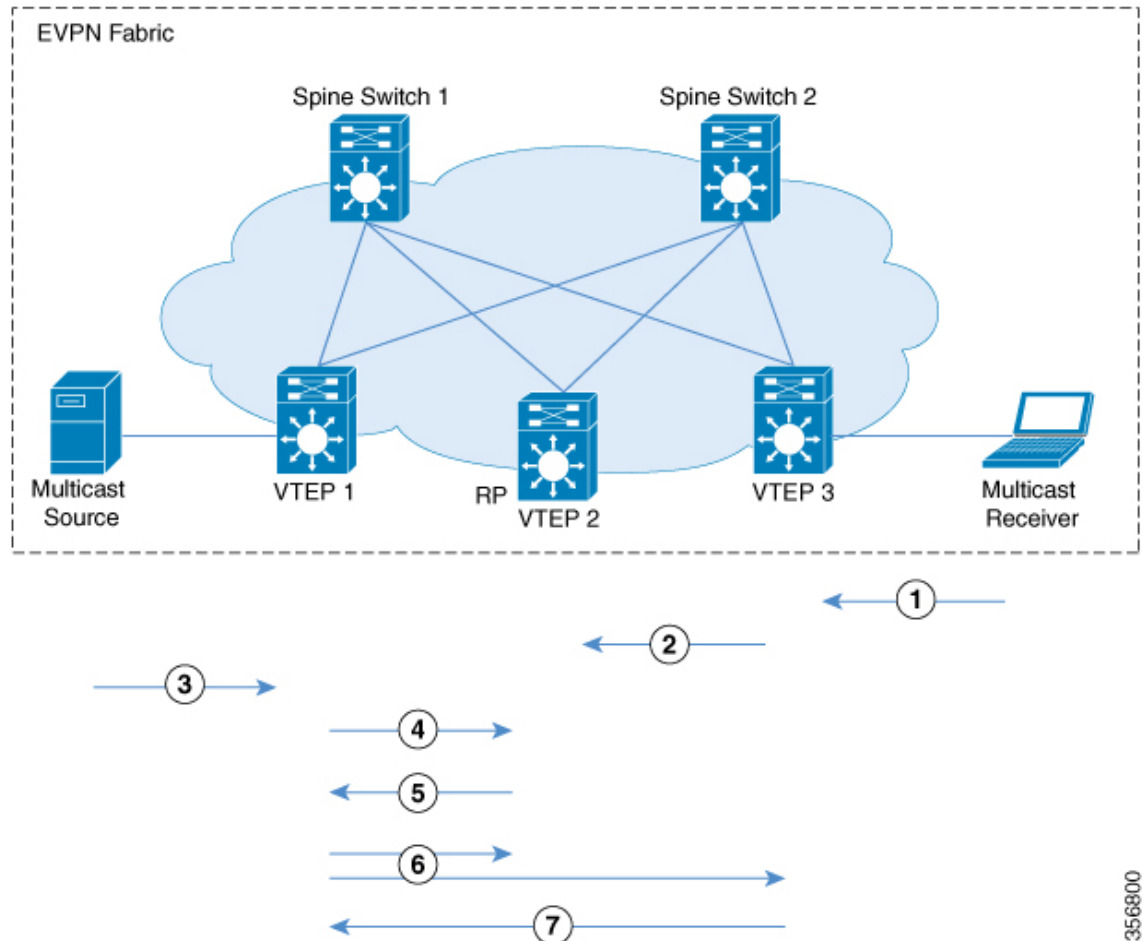 EVPN Fabric
Spine Switch 1
Spine Switch 2
Multicast
Source
VTEP 1
RP
VTEP 2
VTEP 3
Multicast
Receiver
1
2
3
4
5
6
7
356800